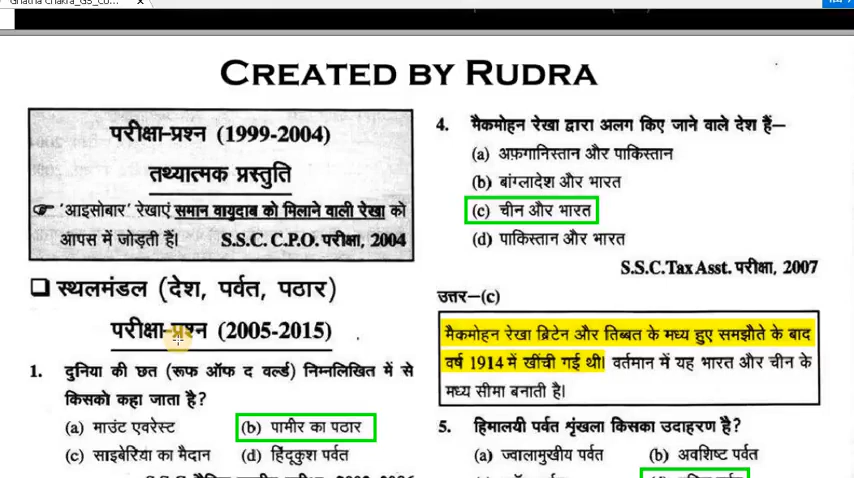 Ghatna Chakra_GS_Co...
CREATED BY RUDRA
परीक्षा-प्रश्न (1999-2004)
तथ्यात्मक प्रस्तुति
☞ 'आइसोबार' रेखाएं समान वायुदाब को मिलाने वाली रेखा को
आपस में जोड़ती हैं। S.S.C. C.P.O. परीक्षा, 2004
❑ स्थलमंडल (देश, पर्वत, पठार)
परीक्षा-प्रश्न (2005-2015)
1. दुनिया की छत (रूफ ऑफ द वर्ल्ड) निम्नलिखित में से
किसको कहा जाता है?
(a) माउंट एवरेस्ट (b) पामीर का पठार
(c) साइबेरिया का मैदान (d) हिंदूकुश पर्वत
4. मैकमोहन रेखा द्वारा अलग किए जाने वाले देश हैं—
(a) अफ़गानिस्तान और पाकिस्तान
(b) बांग्लादेश और भारत
(c) चीन और भारत
(d) पाकिस्तान और भारत
S.S.C.Tax Asst. परीक्षा, 2007
उत्तर—(c)
मैकमोहन रेखा ब्रिटेन और तिब्बत के मध्य हुए समझौते के बाद
वर्ष 1914 में खींची गई थी। वर्तमान में यह भारत और चीन के
मध्य सीमा बनाती है।
5. हिमालयी पर्वत शृंखला किसका उदाहरण है?
(a) ज्वालामुखीय पर्वत (b) अवशिष्ट पर्वत